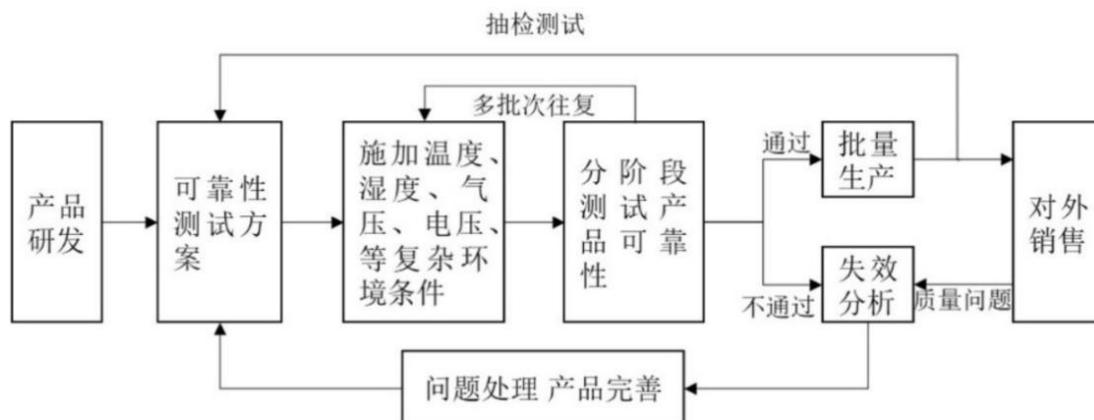 抽检测试
多批次往复
产品
研发
可靠性
测试方
案
施加温度、
湿度、气
压、电压、
等复杂环
境条件
分阶段
测试产
品可靠
性
通过
不通过
批量
生产
失效
分析
质量问题
对外
销售
问题处理 产品完善